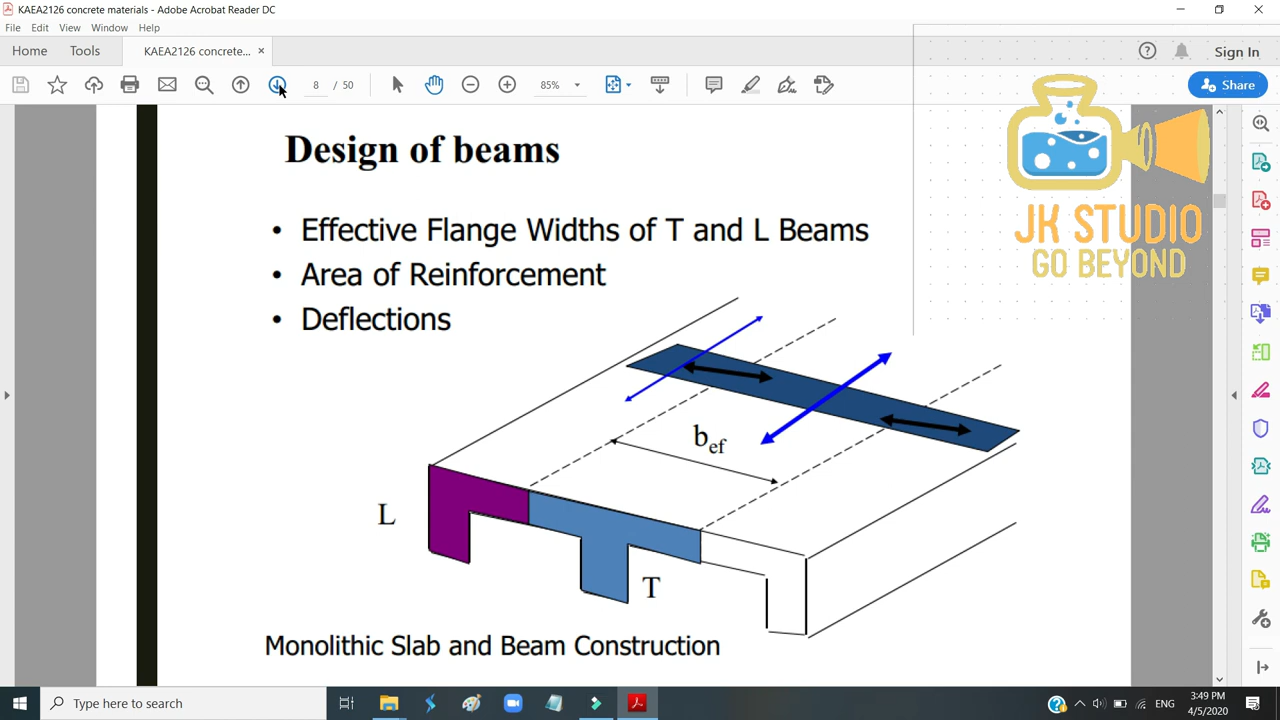 KAEA2126 concrete materials - Adobe Acrobat Reader DC
File Edit View Window Help
Home Tools KAEA2126 concrete... × Sign In
8 / 50 85% Share
Design of beams
• Effective Flange Widths of T and L Beams
• Area of Reinforcement
• Deflections
JK STUDIO
GO BEYOND
bef
L
T
Monolithic Slab and Beam Construction
Type here to search
ENG
3:49 PM
4/5/2020